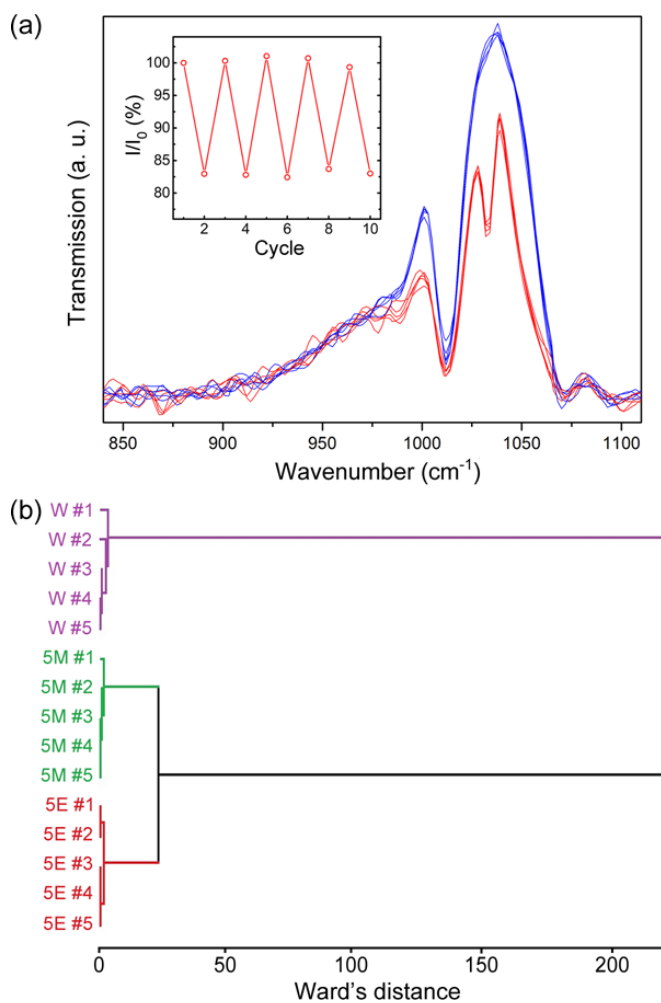 (a)
100
95
90
85
80
I/I₀ (%)
2 4 6 8 10
Cycle
Transmission (a. u.)
850 900 950 1000 1050 1100
Wavenumber (cm⁻¹)
(b)
W #1
W #2
W #3
W #4
W #5
5M #1
5M #2
5M #3
5M #4
5M #5
5E #1
5E #2
5E #3
5E #4
5E #5
0 50 100 150 200
Ward's distance